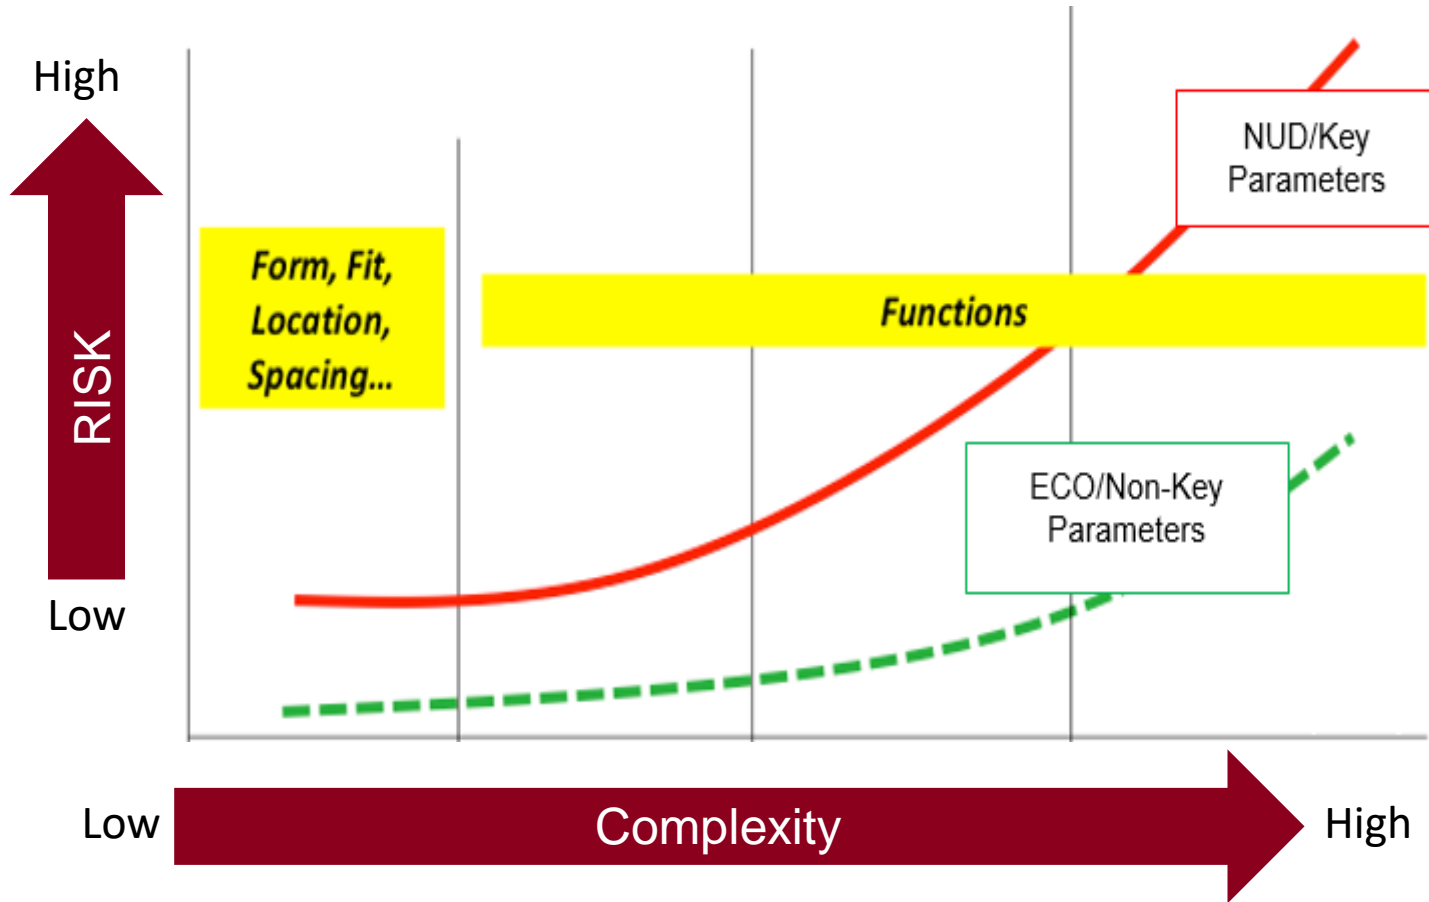 High
RISK
Low
Form, Fit,
Location,
Spacing...
Functions
NUD/Key
Parameters
ECO/Non-Key
Parameters
Low
Complexity
High